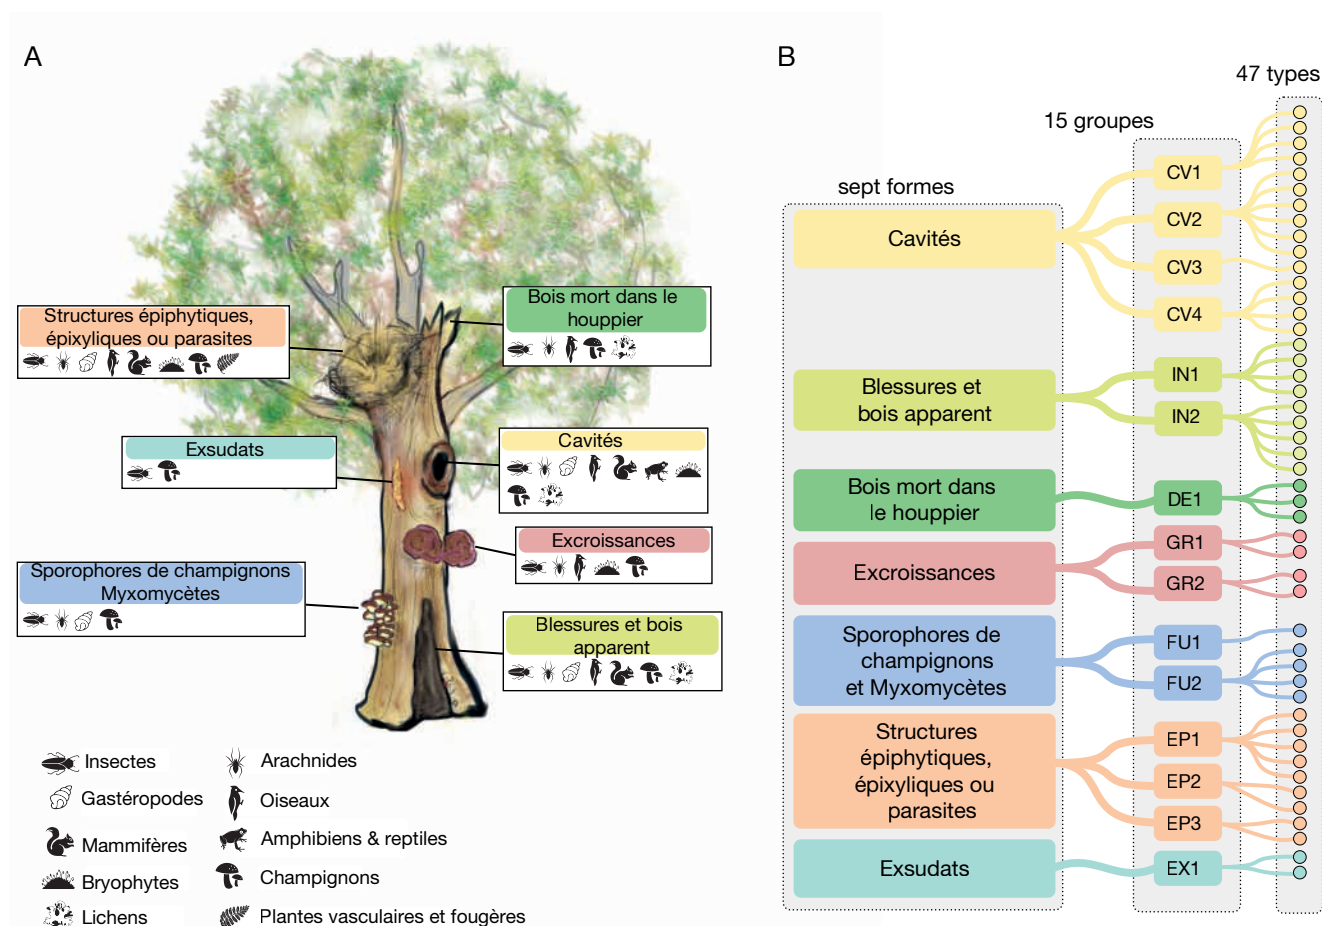 A
Structures épiphytiques,
épixyliques ou parasites
Bois mort dans le
houppier
Exsudats
Cavités
Excroissances
Sporophores de champignons
Myxomycètes
Blessures et bois
apparent
Insectes
Arachnides
Gastéropodes
Oiseaux
Mammifères
Amphibiens & reptiles
Bryophytes
Champignons
Lichens
Plantes vasculaires et fougères
B
47 types
15 groupes
sept formes
Cavités
CV1
CV2
CV3
CV4
Blessures et
bois apparent
IN1
IN2
Bois mort dans
le houppier
DE1
Excroissances
GR1
GR2
Sporophores de
champignons
et Myxomycètes
FU1
FU2
Structures
épiphytiques,
épixyliques ou
parasites
EP1
EP2
EP3
Exsudats
EX1